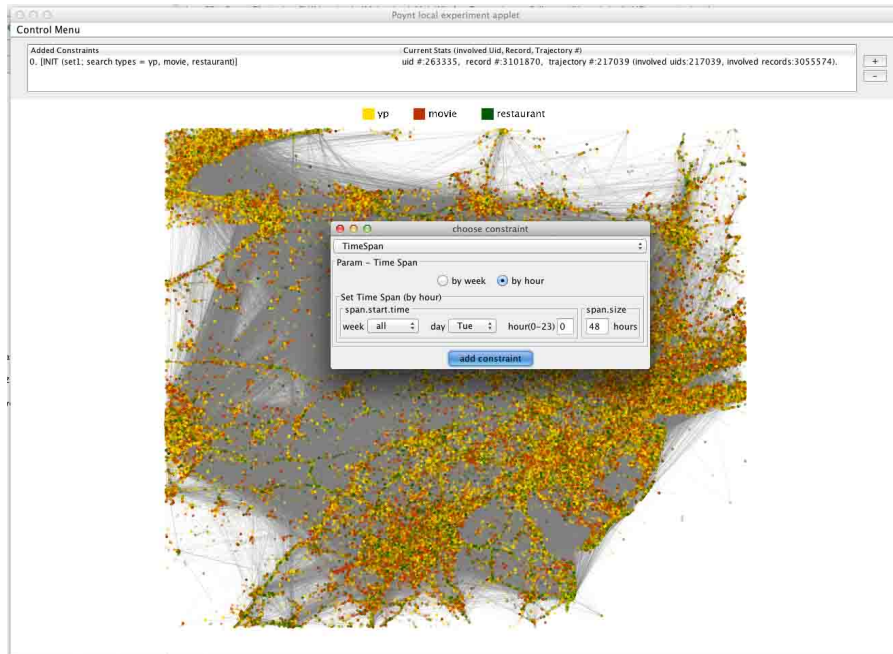 Poynt local experiment applet
Control Menu
Added Constraints Current Stats (involved Uid, Record, Trajectory #)
0. [INIT (set1; search types = yp, movie, restaurant)] uid #:263335, record #:3101870, trajectory #:217039 (involved uids:217039, involved records:3055574).
+
-
yp movie restaurant
choose constraint
TimeSpan
Param - Time Span
by week by hour
Set Time Span (by hour)
span.start.time span.size
week all day Tue hour(0-23) 0 48 hours
add constraint